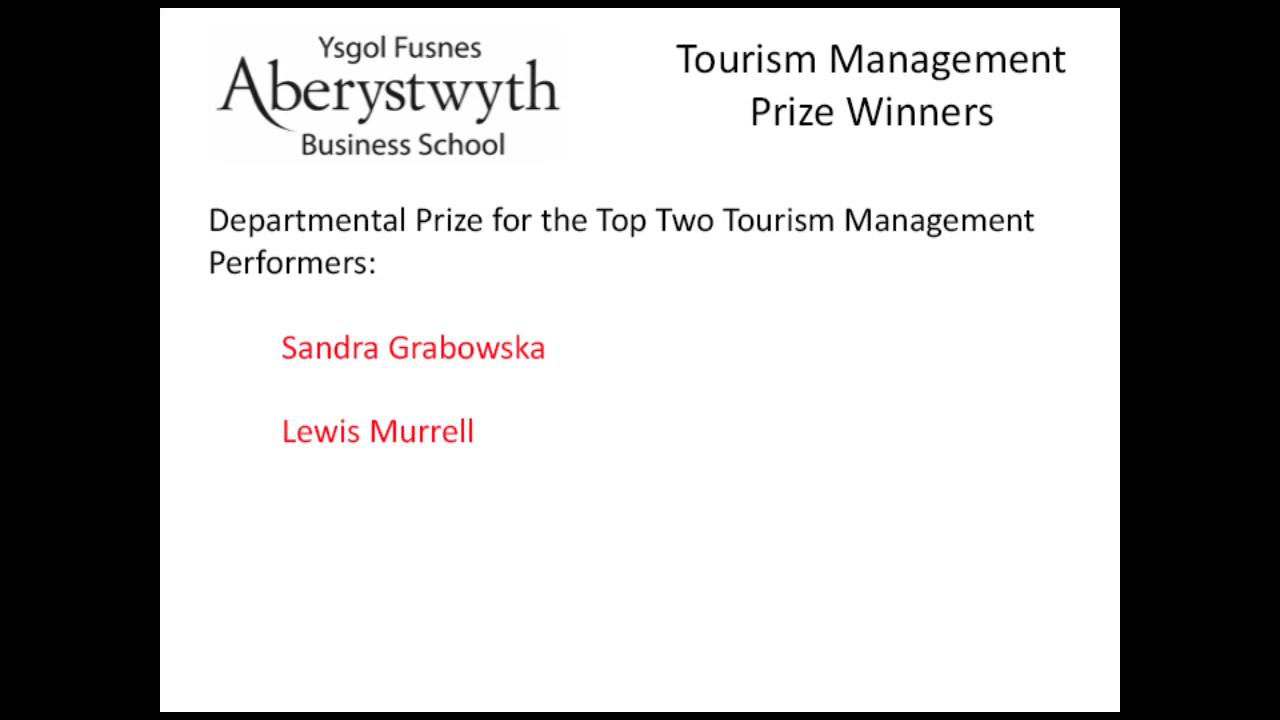 Ysgol Fusnes
Aberystwyth
Business School
Tourism Management
Prize Winners
Departmental Prize for the Top Two Tourism Management
Performers:
Sandra Grabowska
Lewis Murrell